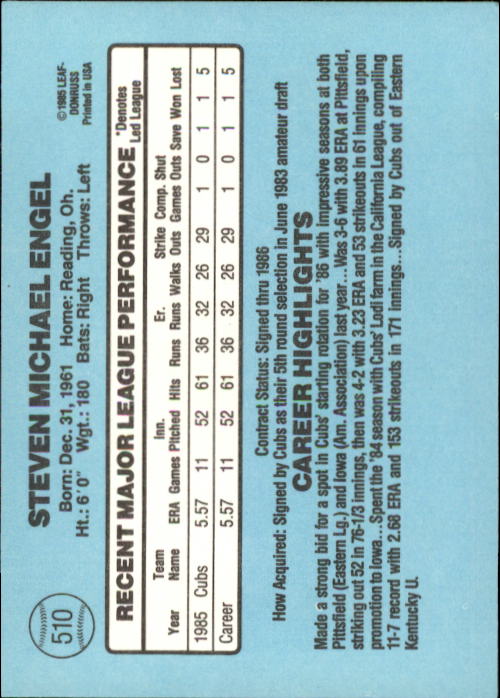 510
STEVEN MICHAEL ENGEL
Born: Dec. 31, 1961 Home: Reading, Oh.
Ht.: 6'0" Wgt.: 180 Bats: Right Throws: Left
©1985 LEAF-
DONRUSS
Printed in USA
RECENT MAJOR LEAGUE PERFORMANCE
*Denotes
Led League
Team Inn. Er. Strike Comp. Shut
Year Name ERA Games Pitched Hits Runs Runs Walks Outs Games Outs Save Won Lost
1985 Cubs 5.57 11 52 61 36 32 26 29 1 0 1 1 5
Career 5.57 11 52 61 36 32 26 29 1 0 1 1 5
Contract Status: Signed thru 1986
How Acquired: Signed by Cubs as their 5th round selection in June 1983 amateur draft
CAREER HIGHLIGHTS
Made a strong bid for a spot in Cubs' starting rotation for '86 with impressive seasons at both
Pittsfield (Eastern Lg.) and Iowa (Am. Association) last year...Was 3-6 with 3.89 ERA at Pittsfield,
striking out 52 in 76-1/3 innings, then was 4-2 with 3.23 ERA and 53 strikeouts in 61 innings upon
promotion to Iowa...Spent the '84 season with Cubs' Lodi farm in the California League, compiling
11-7 record with 2.68 ERA and 153 strikeouts in 171 innings...Signed by Cubs out of Eastern
Kentucky U.